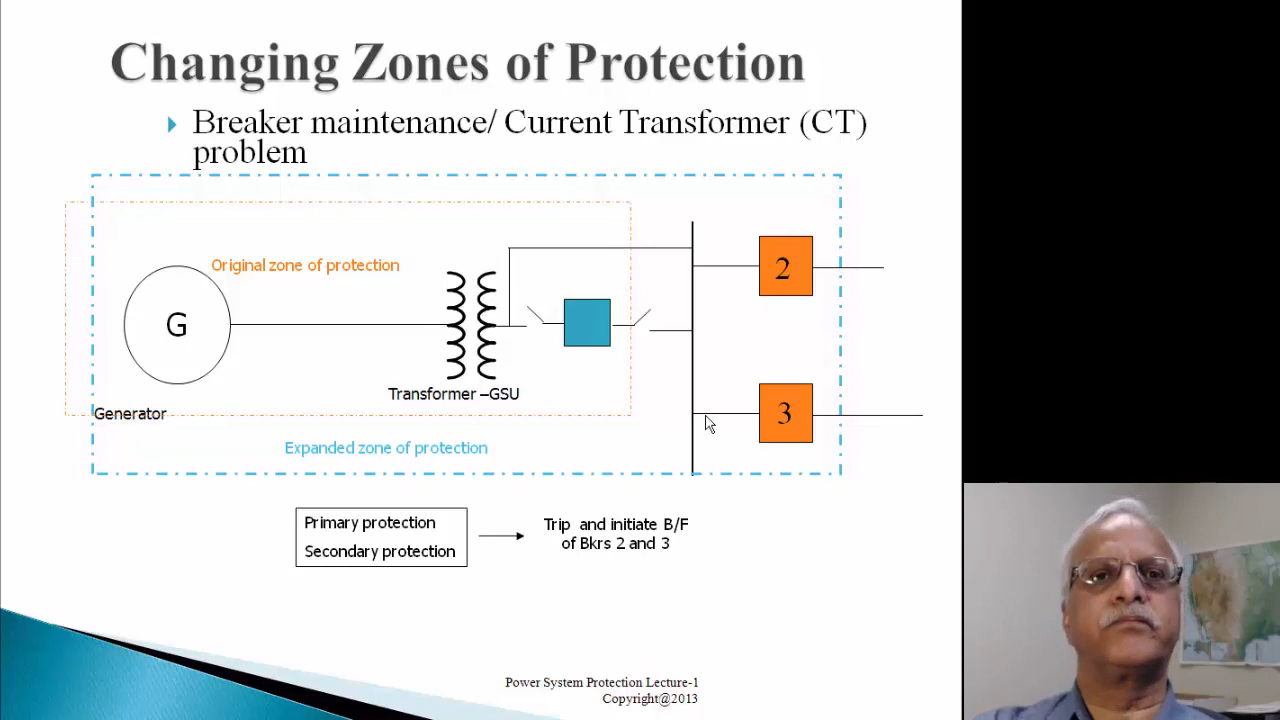 Changing Zones of Protection
Breaker maintenance/ Current Transformer (CT)
problem
Original zone of protection
G
2
Transformer –GSU
Generator
3
Expanded zone of protection
Primary protection
Secondary protection
Trip and initiate B/F
of Bkrs 2 and 3
Power System Protection Lecture-1
Copyright@2013